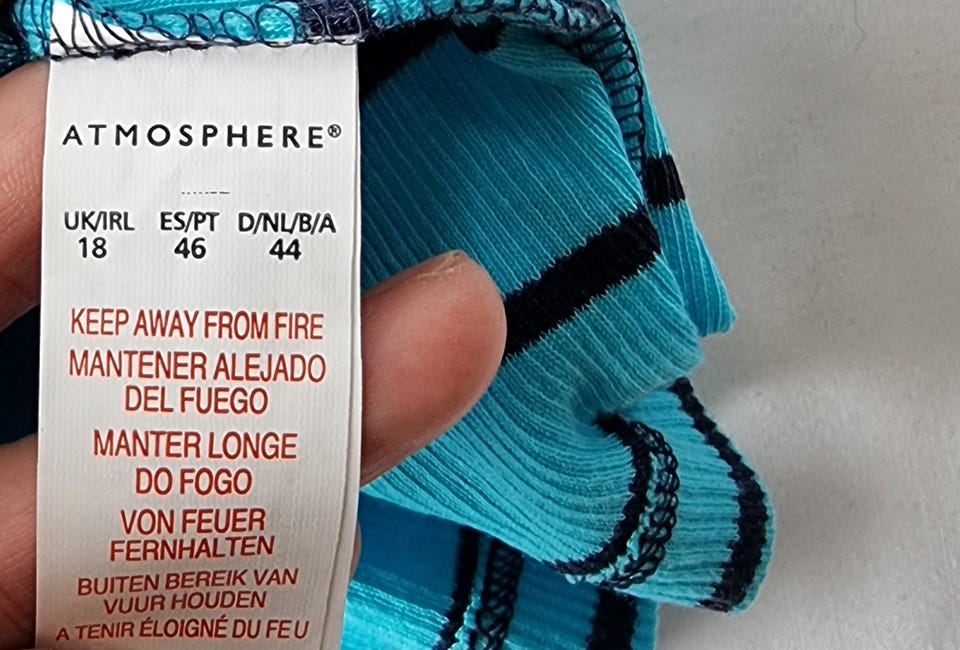 ATMOSPHERE®
UK/IRL ES/PT D/NL/B/A
18 46 44
KEEP AWAY FROM FIRE
MANTENER ALEJADO
DEL FUEGO
MANTER LONGE
DO FOGO
VON FEUER
FERNHALTEN
BUITEN BEREIK VAN
VUUR HOUDEN
A TENIR ÉLOIGNÉ DU FEU